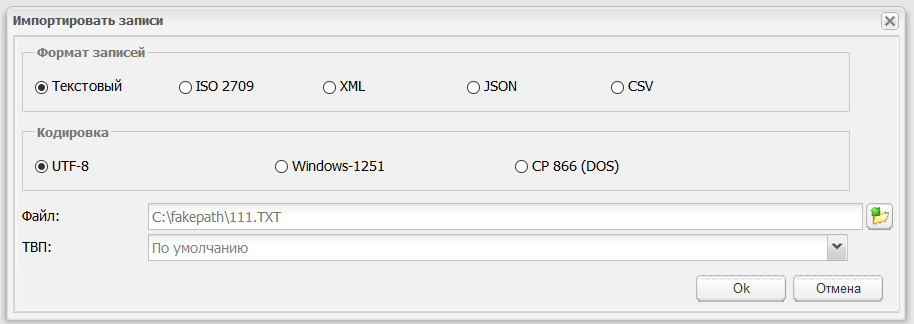 Импортировать записи
Формат записей
Текстовый ISO 2709 XML JSON CSV
Кодировка
UTF-8 Windows-1251 CP 866 (DOS)
Файл: C:\fakepath\111.TXT
ТВП: По умолчанию
Ok Отмена